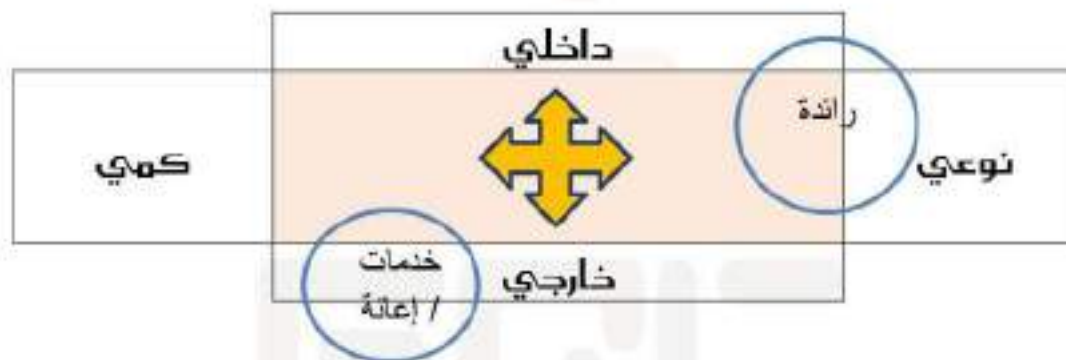 داخلي
رائدة
نوعي
كمي
خدمات
/ إعانة
خارجي